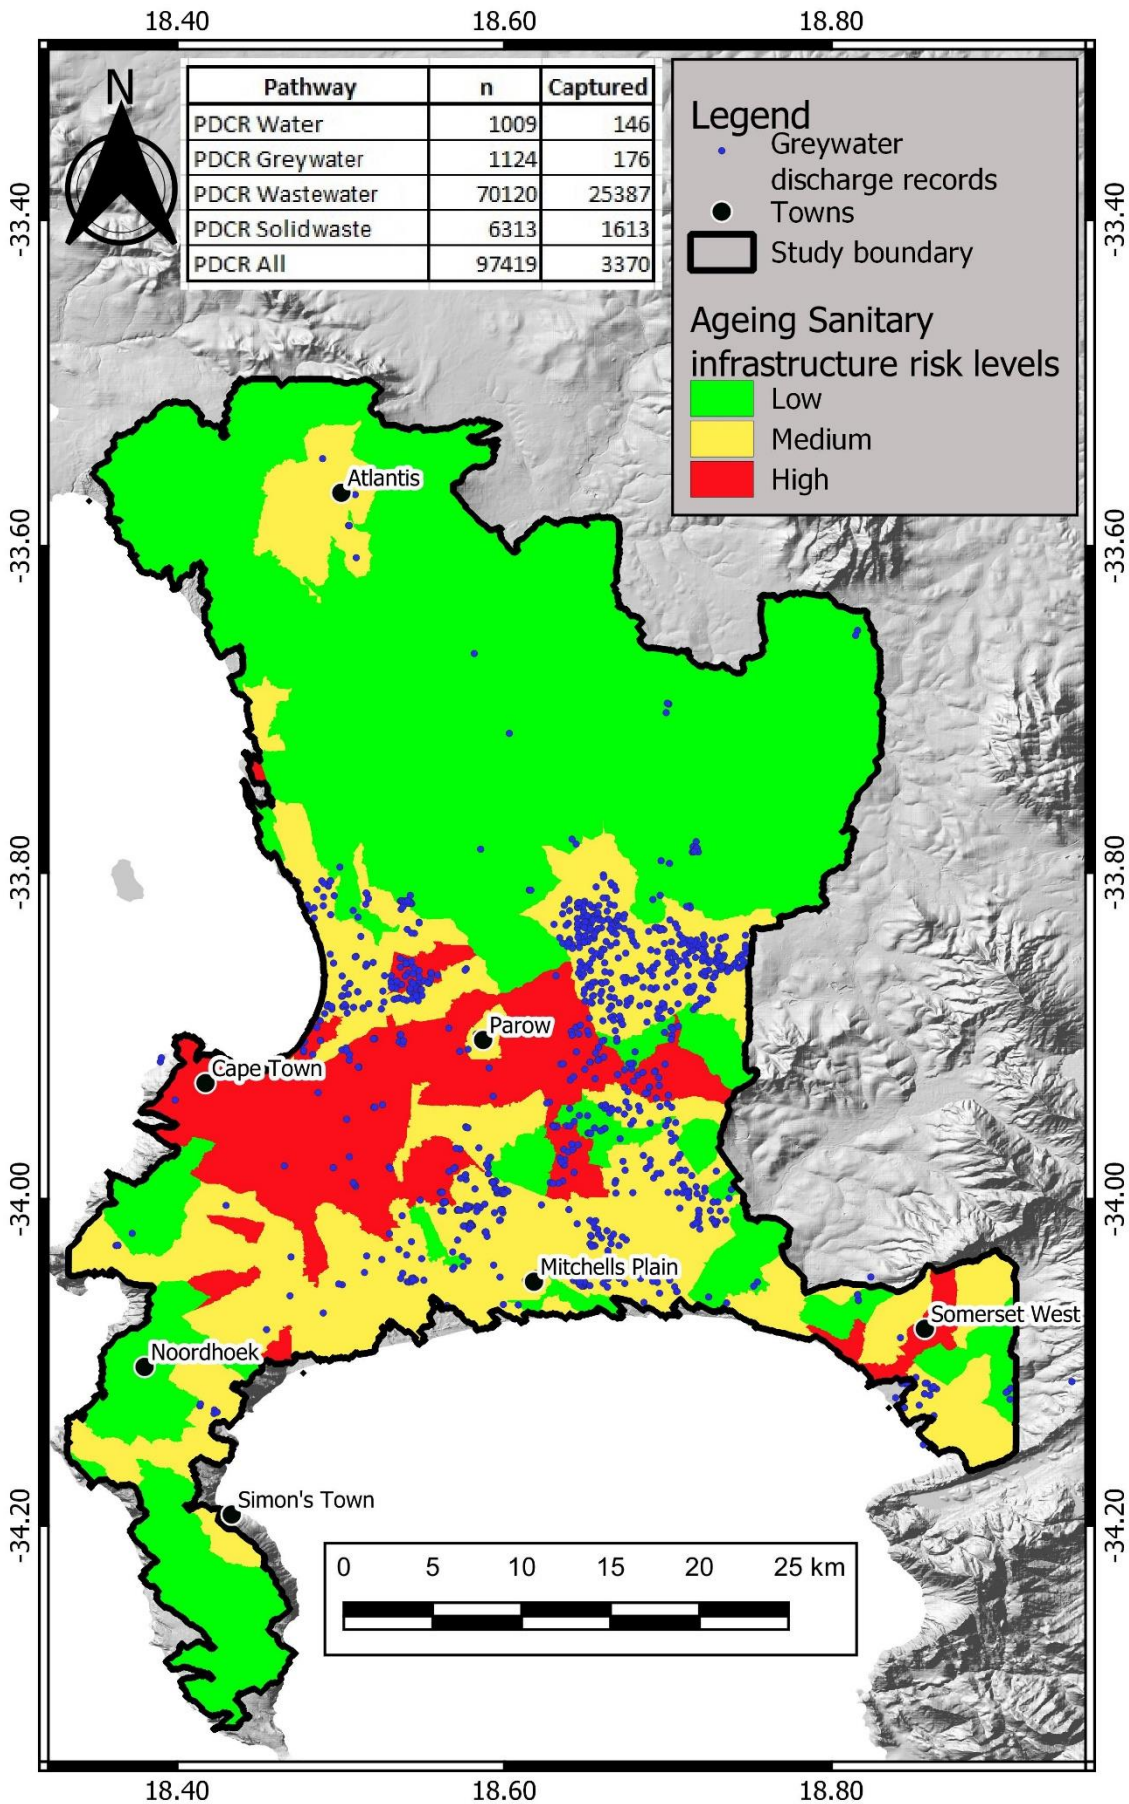 18.40 18.60 18.80
N
Pathway n Captured
PDCR Water 1009 146
PDCR Greywater 1124 176
PDCR Wastewater 70120 25387
PDCR Solidwaste 6313 1613
PDCR All 97419 3370
Legend
Greywater
discharge records
Towns
Study boundary
Ageing Sanitary
infrastructure risk levels
Low
Medium
High
-33.40 -33.40
Atlantis
-33.60 -33.60
-33.80 -33.80
Parow
Cape Town
-34.00 -34.00
Mitchells Plain
Somerset West
Noordhoek
Simon's Town
-34.20 -34.20
0 5 10 15 20 25 km
18.40 18.60 18.80